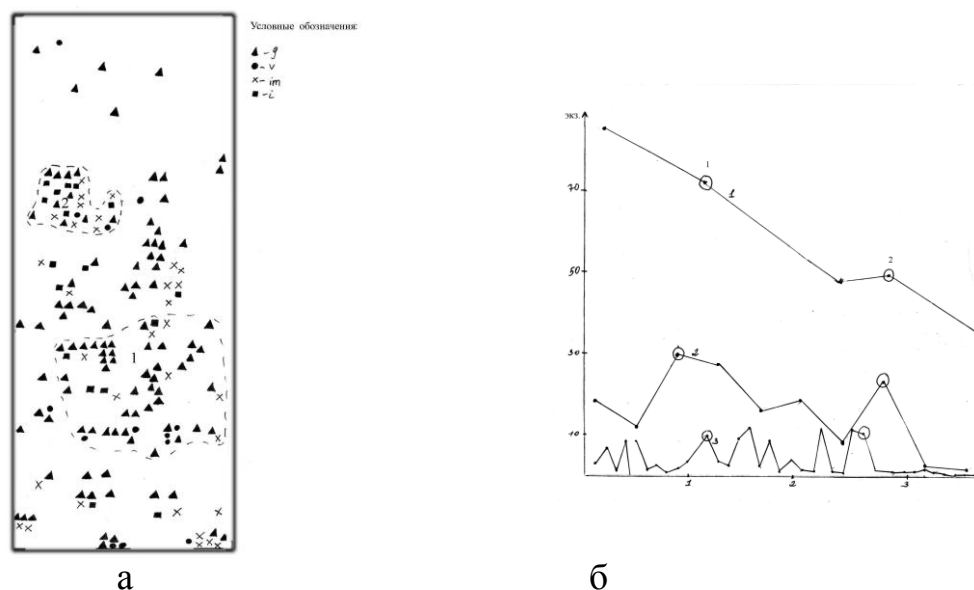 Условные обозначения:
▲ - g
● - v
× - im
■ - i
2
1
экз.
70
50
30
10
1
1
2
2
3
1
2
3
а
б